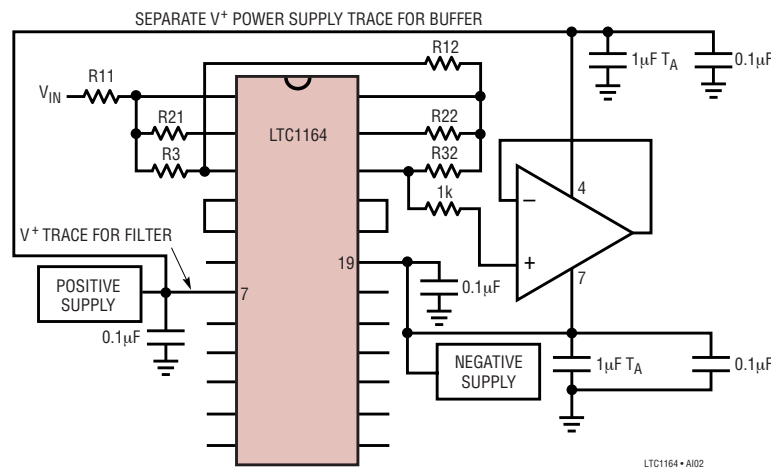 SEPARATE V+ POWER SUPPLY TRACE FOR BUFFER
R12
1µF TA
0.1µF
R11
VIN
R21
LTC1164
R22
R3
R32
1k
4
–
+
7
V+ TRACE FOR FILTER
19
POSITIVE
SUPPLY
7
0.1µF
0.1µF
NEGATIVE
SUPPLY
1µF TA
0.1µF
LTC1164 • AI02